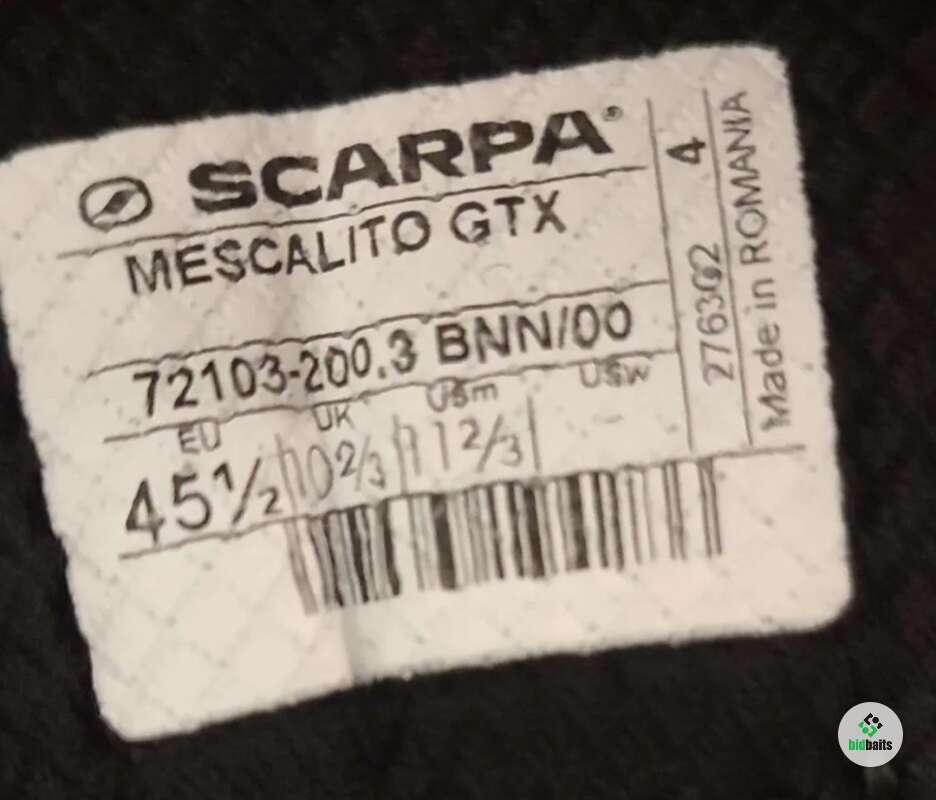 SCARPA®
MESCALITO GTX
72103-200.3 BNN/00
EU UK USm USw
45½ 10⅔ 11⅔ -
276302 4
Made in ROMANIA
bidbaits